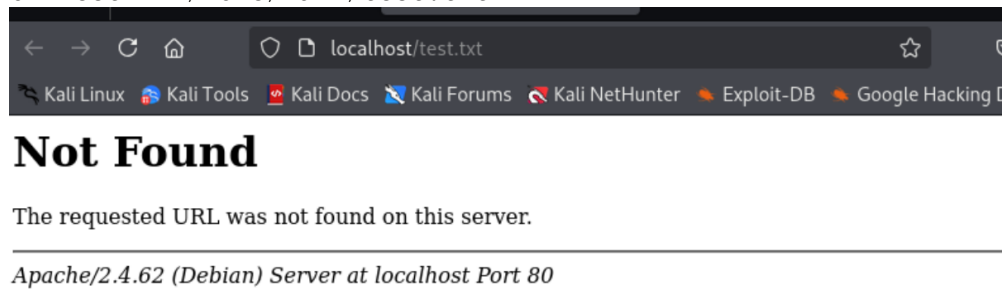 localhost/test.txt
Kali Linux Kali Tools Kali Docs Kali Forums Kali NetHunter Exploit-DB Google Hacking
Not Found
The requested URL was not found on this server.
Apache/2.4.62 (Debian) Server at localhost Port 80